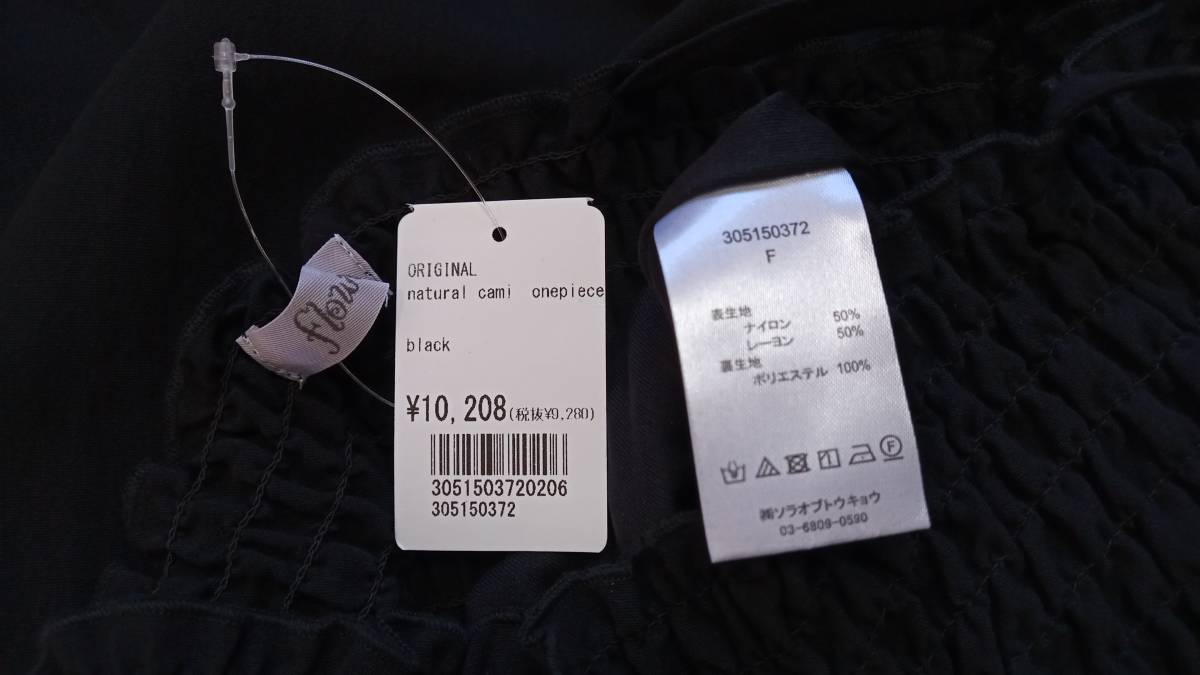 flow
ORIGINAL
natural cami onepiece
black
¥10,208(税抜¥9,280)
3051503720206
305150372
305150372
F
表生地
ナイロン 50%
レーヨン 50%
裏生地
ポリエステル 100%
F
㈱ソラオブトウキョウ
03-6809-0590